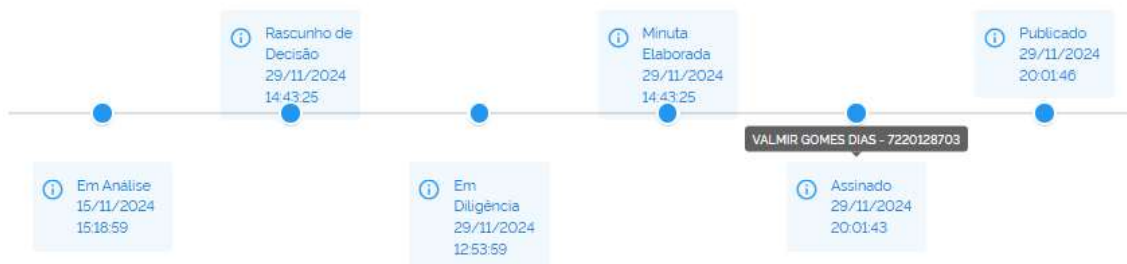 Rascunho de
Decisão
29/11/2024
14:43:25
Minuta
Elaborada
29/11/2024
14:43:25
Publicado
29/11/2024
20:01:46
VALMIR GOMES DIAS - 7220128703
Em Análise
15/11/2024
15:18:59
Em
Diligência
29/11/2024
12:53:59
Assinado
29/11/2024
20:01:43